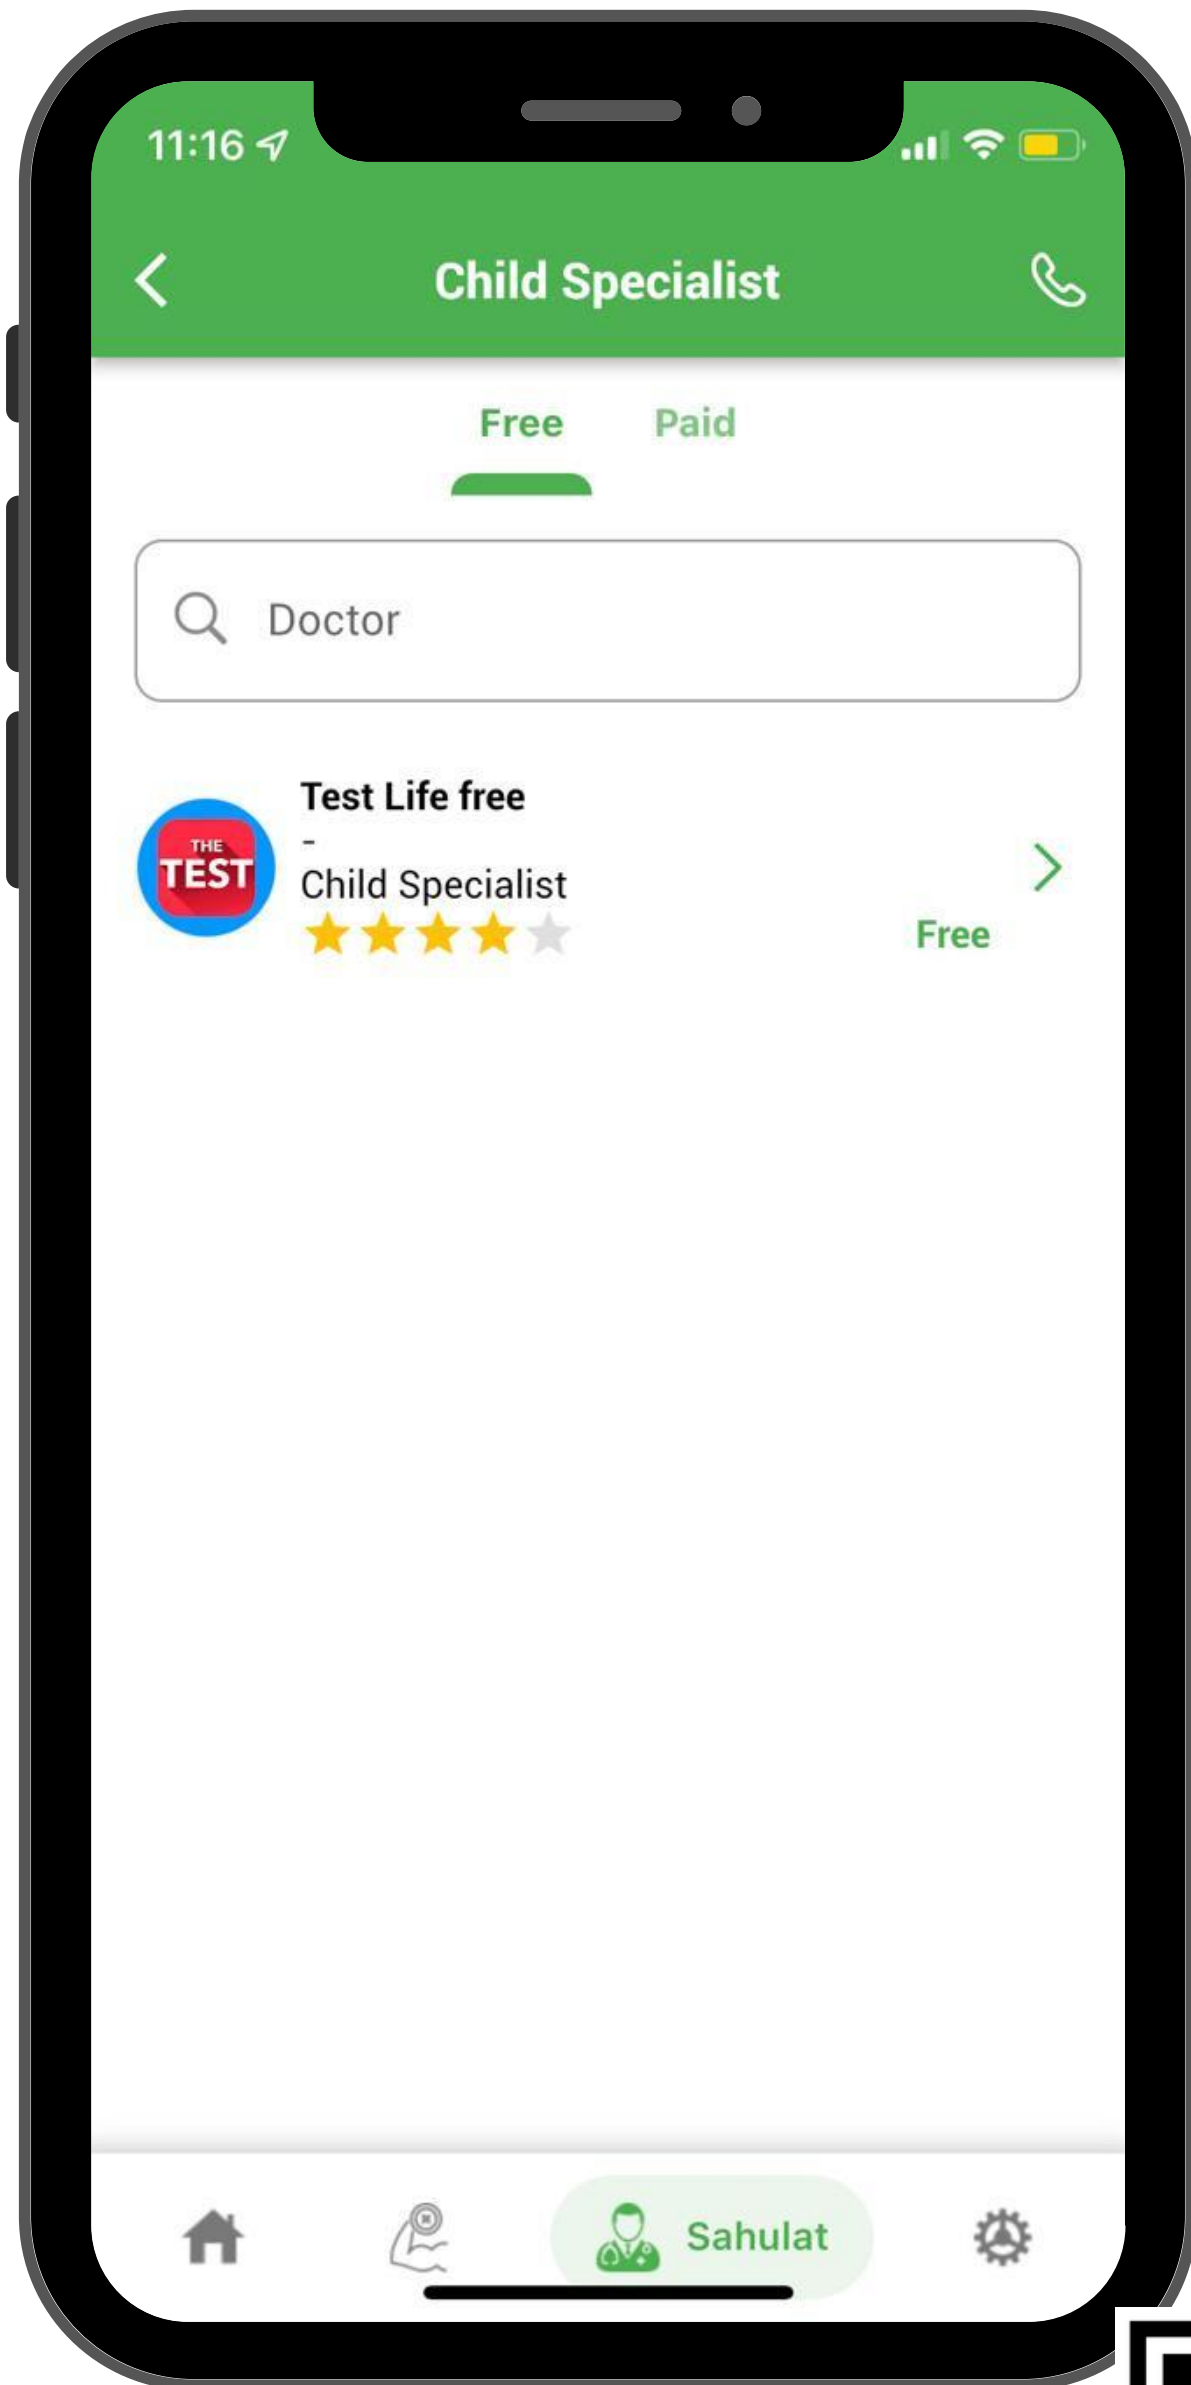 11:16
Child Specialist
Free Paid
Doctor
Test Life free
-
THE
TEST
Child Specialist
Free
Sahulat